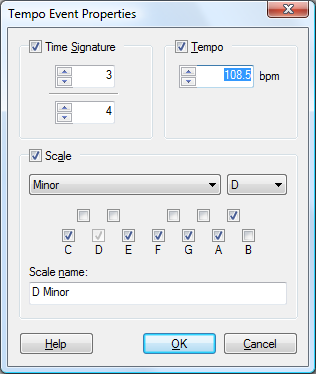 Tempo Event Properties
Time Signature
Tempo
3
108.5 bpm
4
Scale
Minor D
C D E F G A B
Scale name:
D Minor
Help OK Cancel